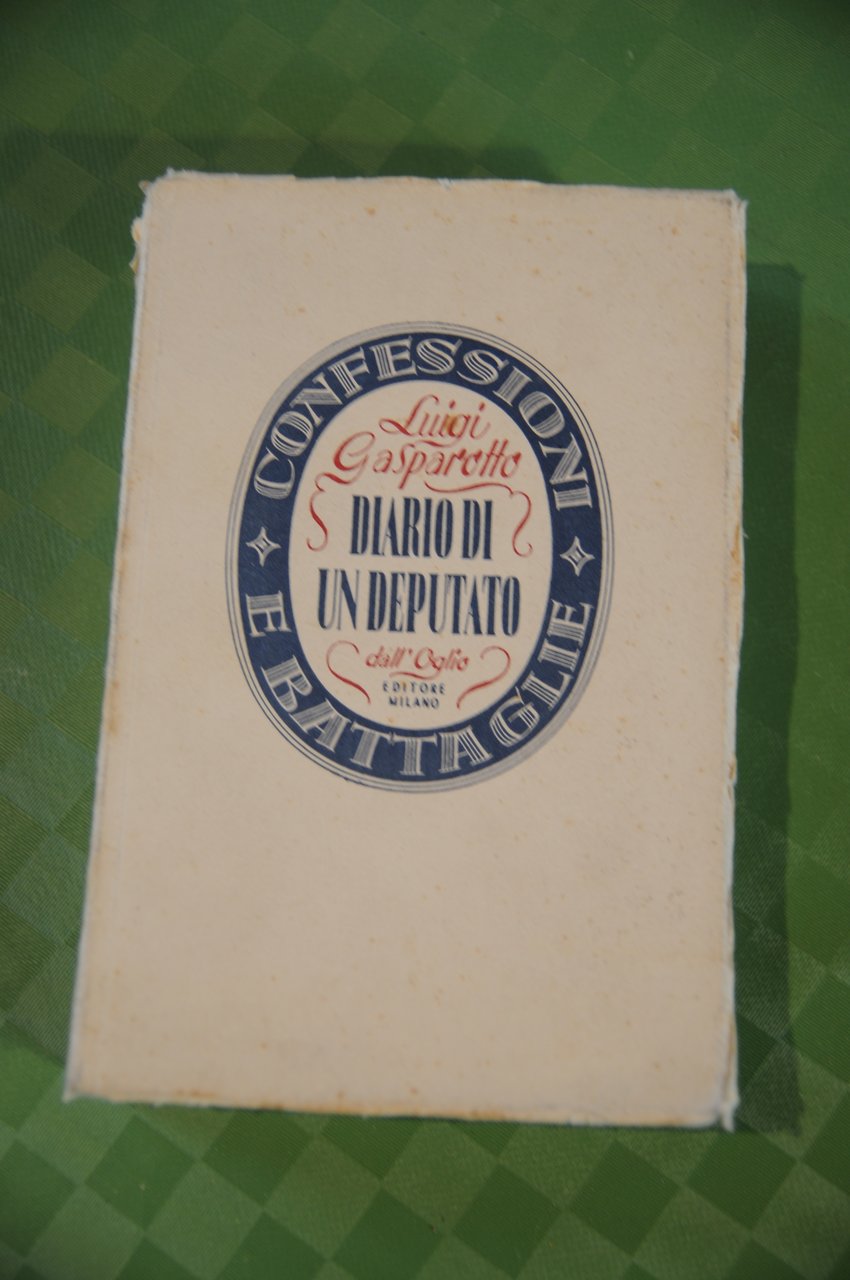 CONFESSIONI
E BATTAGLIE
Luigi
Gasparotto
DIARIO DI
UN DEPUTATO
dall'Oglio
EDITORE
MILANO